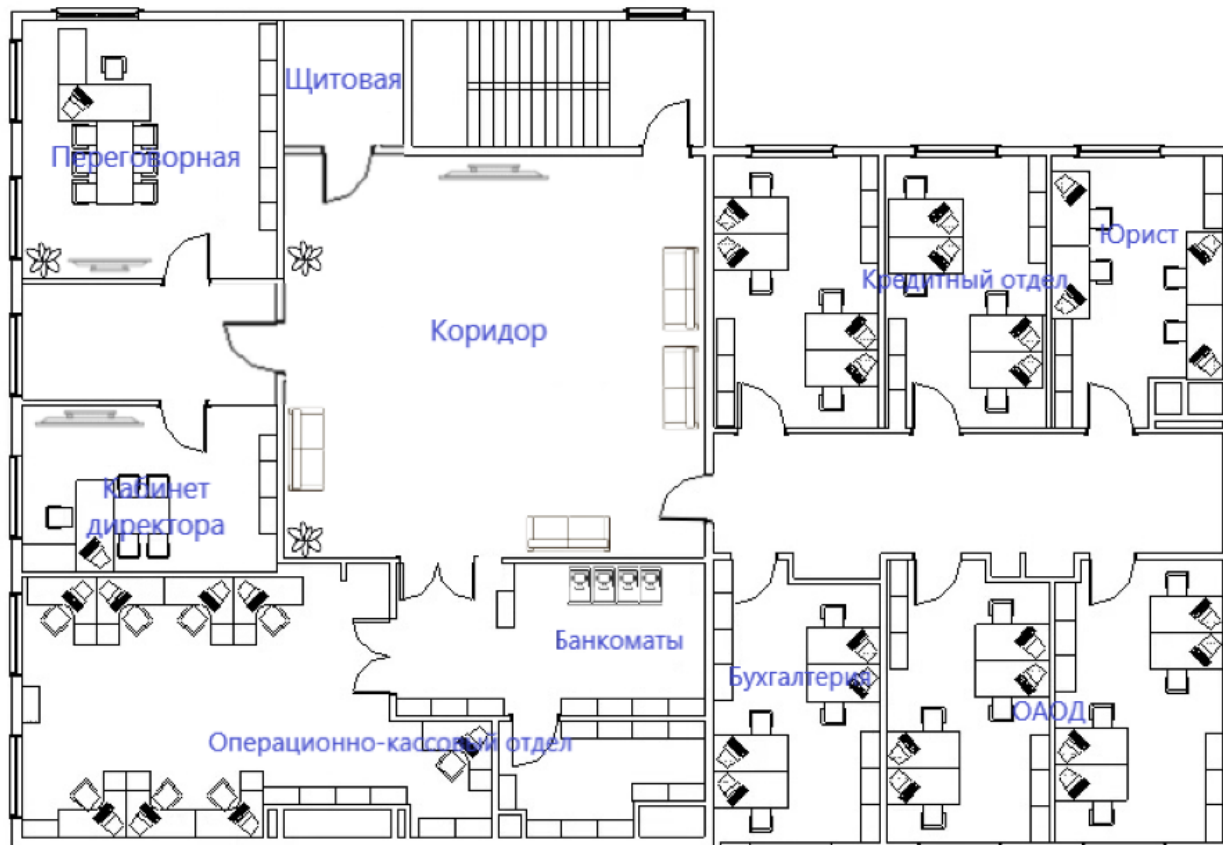 Щитовая
Переговорная
Юрист
Кредитный отдел
Коридор
Кабинет
директора
Банкоматы
Бухгалтерия
ОАОД
Операционно-кассовый отдел